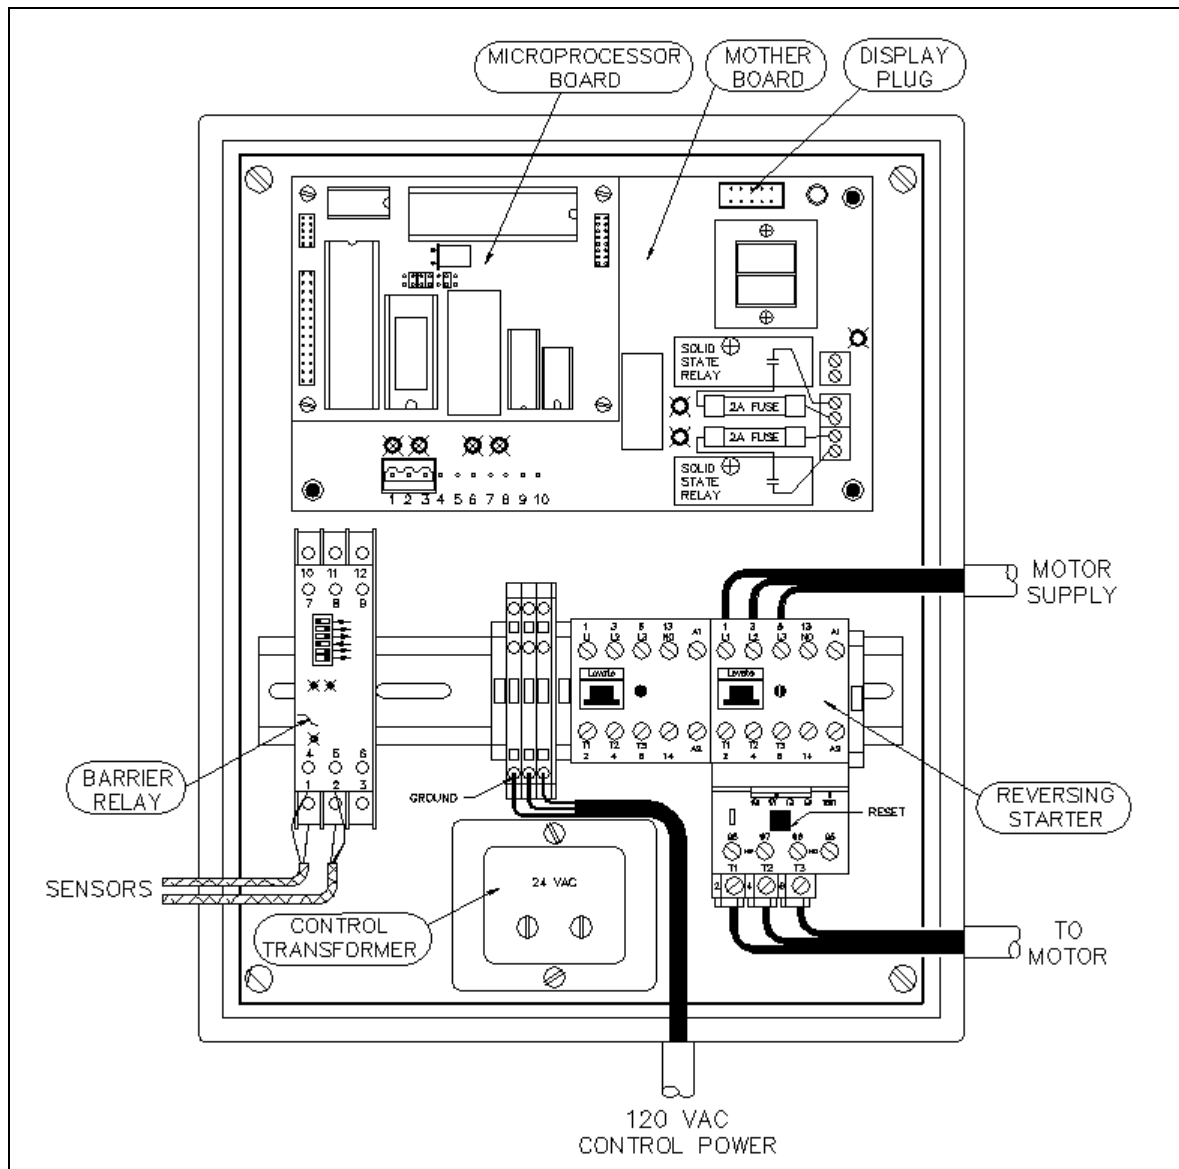 MICROPROCESSOR
BOARD
MOTHER
BOARD
DISPLAY
PLUG
SOLID
STATE
RELAY
2A FUSE
2A FUSE
SOLID
STATE
RELAY
1 2 3 4 5 6 7 8 9 10
10 11 12
7 8 9
4 5 6
1 2 3
BARRIER
RELAY
SENSORS
GROUND
1 3 5 13
L1 L2 L3 NO A1
Lovato
T1 T2 T3 A2
2 4 6 14
1 3 5 13
L1 L2 L3 NO A1
Lovato
T1 T2 T3 A2
2 4 6 14
MOTOR
SUPPLY
REVERSING
STARTER
RESET
T1 T2 T3
2 4 6
24 VAC
CONTROL
TRANSFORMER
TO
MOTOR
120 VAC
CONTROL POWER